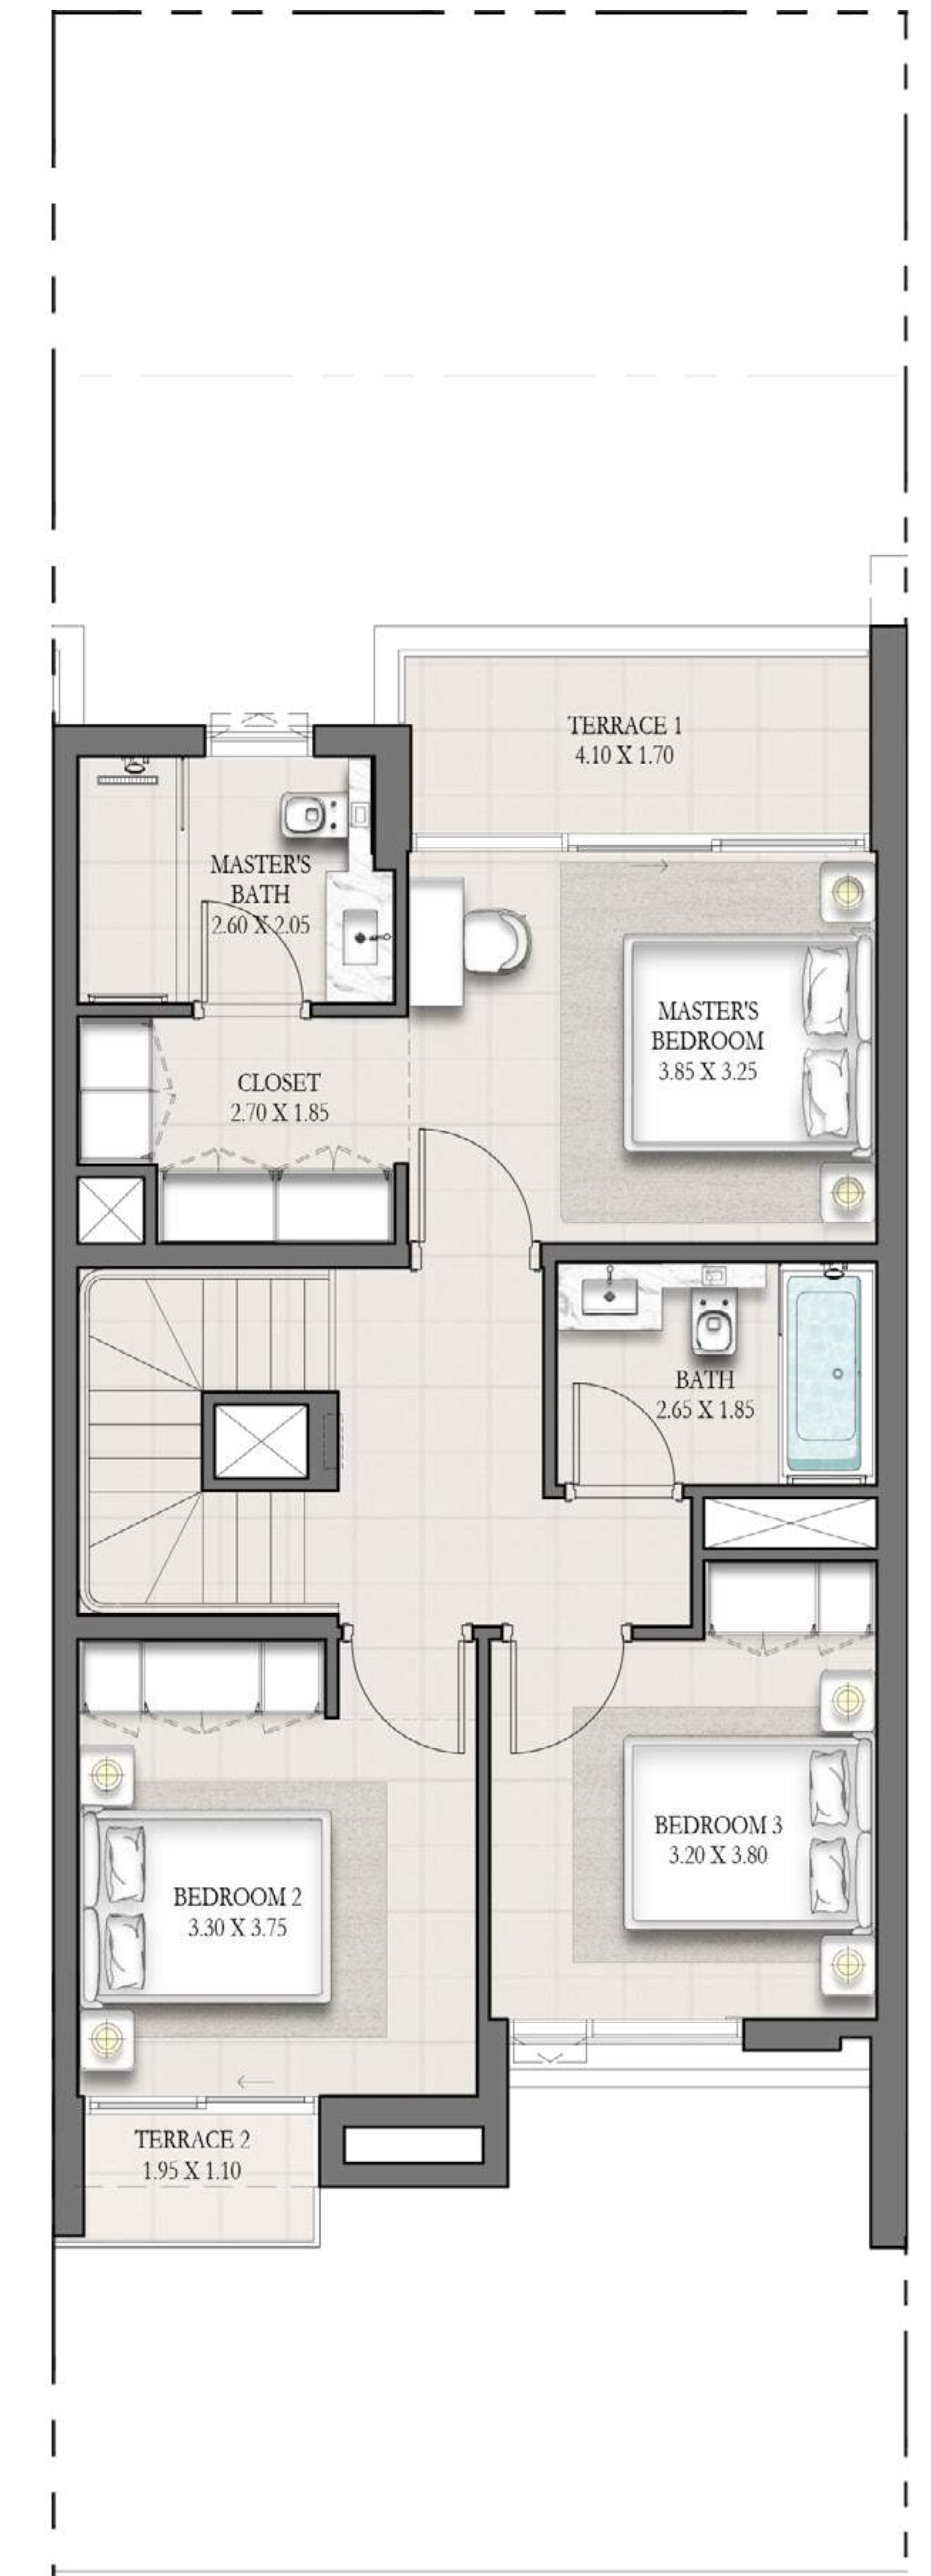 TERRACE 1
4.10 X 1.70
MASTER'S
BATH
2.60 X 2.05
MASTER'S
BEDROOM
3.85 X 3.25
CLOSET
2.70 X 1.85
BATH
2.65 X 1.85
BEDROOM 3
3.20 X 3.80
BEDROOM 2
3.30 X 3.75
TERRACE 2
1.95 X 1.10